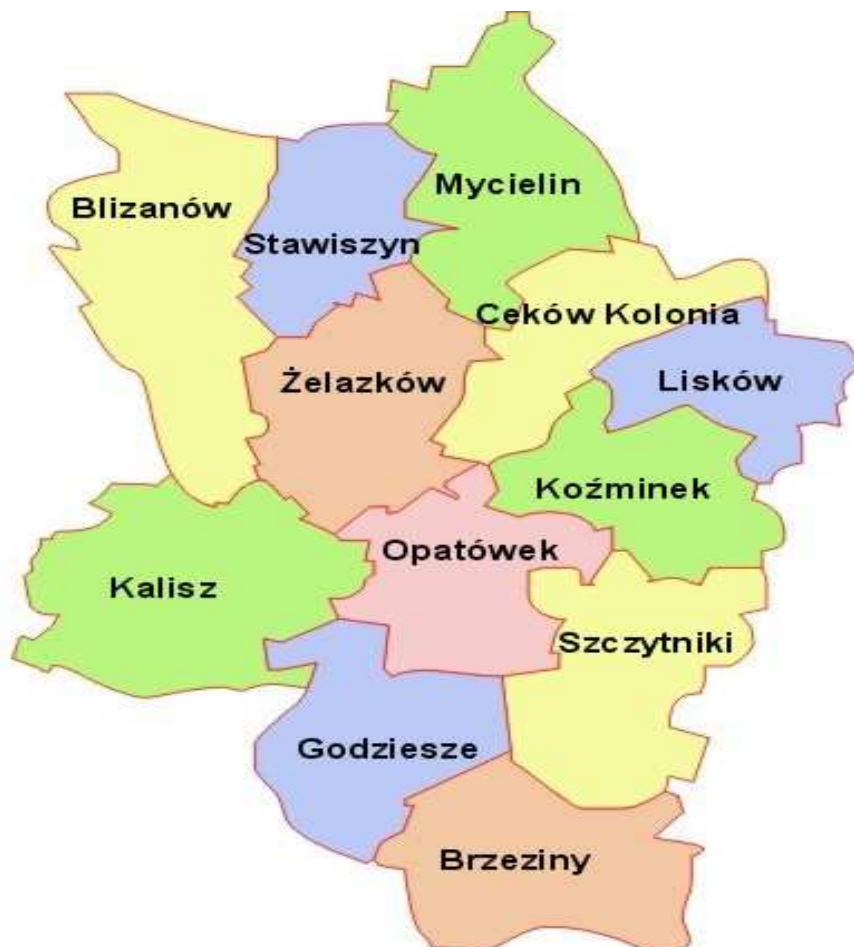 Mycielin
Blizanów
Stawiszyn
Ceków Kolonia
Żelazków
Lisków
Koźminek
Opatówek
Kalisz
Szczytniki
Godziesze
Brzeziny